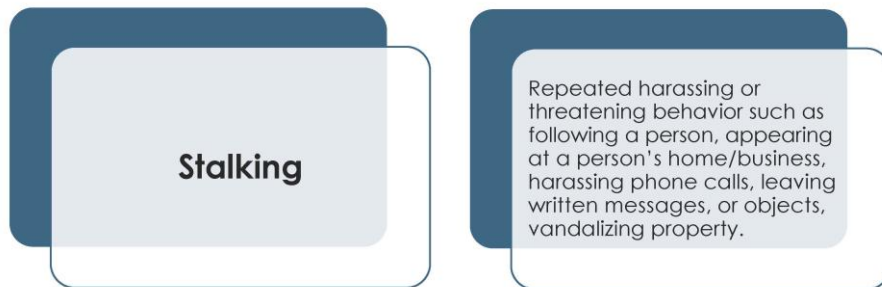 Stalking
Repeated harassing or
threatening behavior such as
following a person, appearing
at a person’s home/business,
harassing phone calls, leaving
written messages, or objects,
vandalizing property.